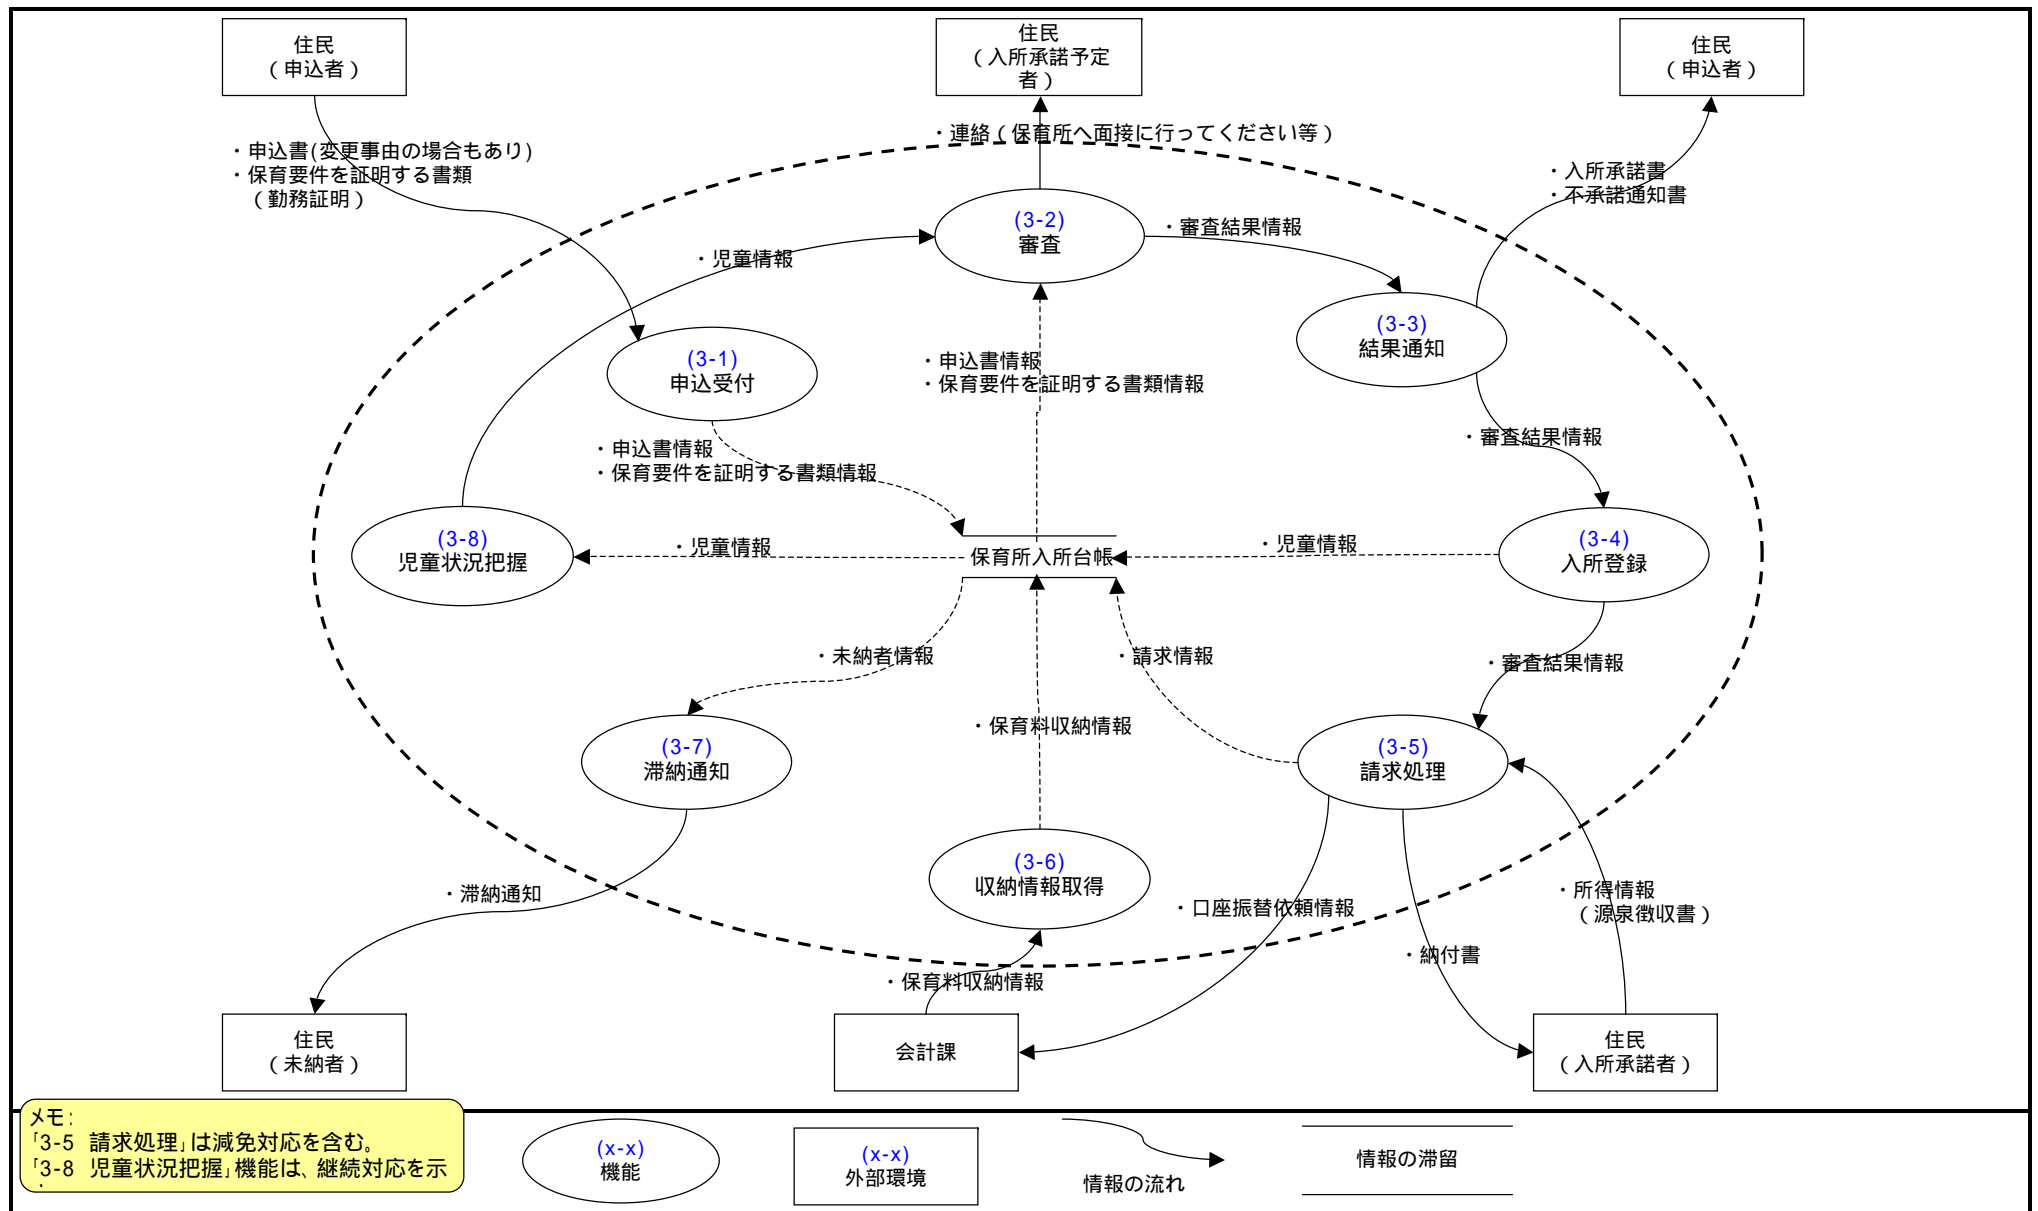 住民
（申込者）
住民
（入所承諾予定
者）
住民
（申込者）
・連絡（保育所へ面接に行ってください等）
・申込書(変更事由の場合もあり)
・保育要件を証明する書類
（勤務証明）
・入所承諾書
・不承諾通知書
(3-2)
審査
・審査結果情報
・児童情報
(3-3)
結果通知
(3-1)
申込受付
・申込書情報
・保育要件を証明する書類情報
・審査結果情報
・申込書情報
・保育要件を証明する書類情報
(3-8)
児童状況把握
・児童情報
保育所入所台帳
・児童情報
(3-4)
入所登録
・未納者情報
・請求情報
・審査結果情報
・保育料収納情報
(3-7)
滞納通知
(3-5)
請求処理
(3-6)
収納情報取得
・滞納通知
・口座振替依頼情報
・所得情報
（源泉徴収書）
・納付書
・保育料収納情報
住民
（未納者）
会計課
住民
（入所承諾者）
メモ：
「3-5 請求処理」は減免対応を含む。
「3-8 児童状況把握」機能は、継続対応を示
(x-x)
機能
(x-x)
外部環境
情報の流れ
情報の滞留